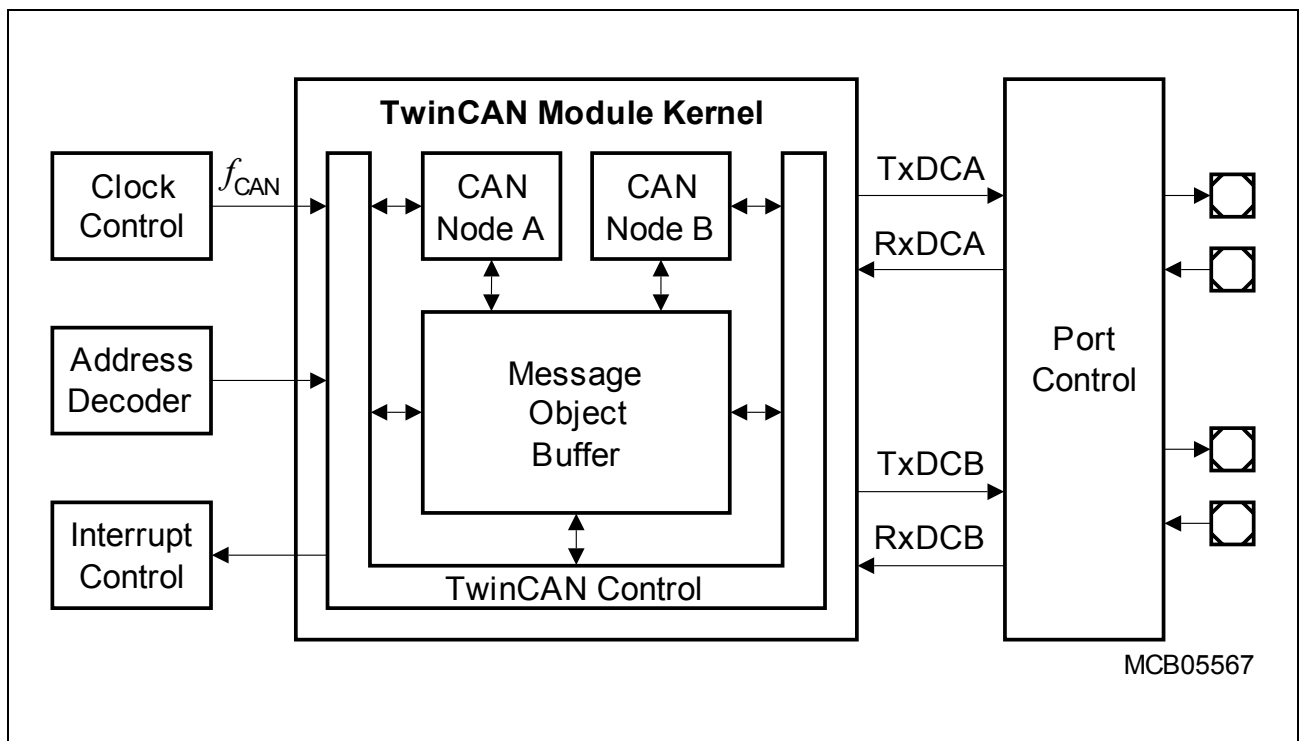 TwinCAN Module Kernel
Clock
Control
fCAN
CAN
Node A
CAN
Node B
TxDCA
RxDCA
Address
Decoder
Message
Object
Buffer
Port
Control
TxDCB
RxDCB
Interrupt
Control
TwinCAN Control
MCB05567